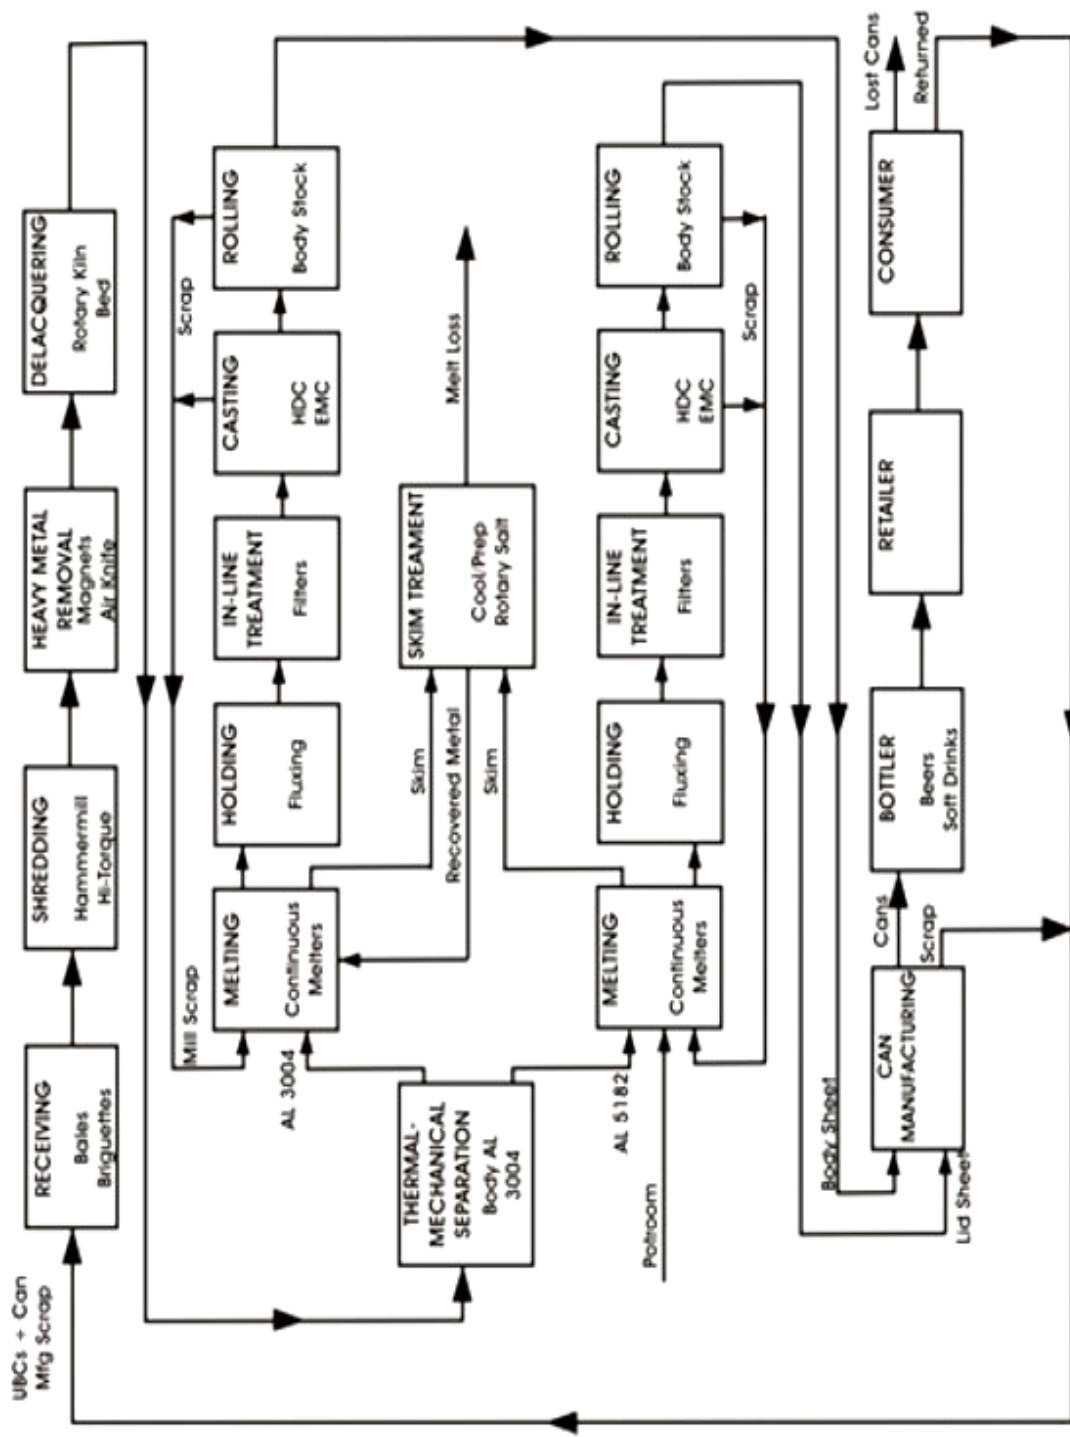 UBCs + Can
Mfg Scrap
RECEIVING
Bales
Briguettes
SHREDDING
Hammermill
Hi-Torque
HEAVY METAL
REMOVAL
Magnets
Air Knife
DELACQUERING
Rotary Kiln
Bed
Mill Scrap
Scrap
AL 3004
MELTING
Continuous
Melters
HOLDING
Fluxing
IN-LINE
TREATMENT
Filters
CASTING
HDC
EMC
ROLLING
Body Stock
THERMAL-
MECHANICAL
SEPARATION
Body AL
3004
Skim
Recovered Metal
Skim
SKIM TREAMENT
Cool/Prep
Rotary Salt
Melt Loss
AL 5182
Potroom
MELTING
Continuous
Melters
HOLDING
Fluxing
IN-LINE
TREATMENT
Filters
CASTING
HDC
EMC
ROLLING
Body Stock
Scrap
Body Sheet
Lid Sheet
CAN
MANUFACTURING
Cans
Scrap
BOTTLER
Beers
Soft Drinks
RETAILER
CONSUMER
Lost Cans
Returned